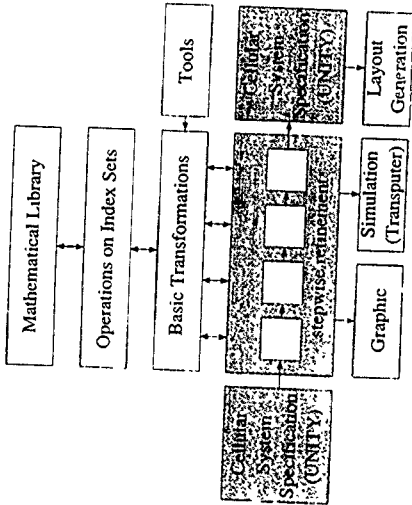 Mathematical Library
Operations on Index Sets
Basic Transformations
Tools
Cellular
System
Specification
(UNITY)
stepwise refinement
Cellular
System
Specification
(UNITY)
Graphic
Simulation
(Transputer)
Layout
Generation